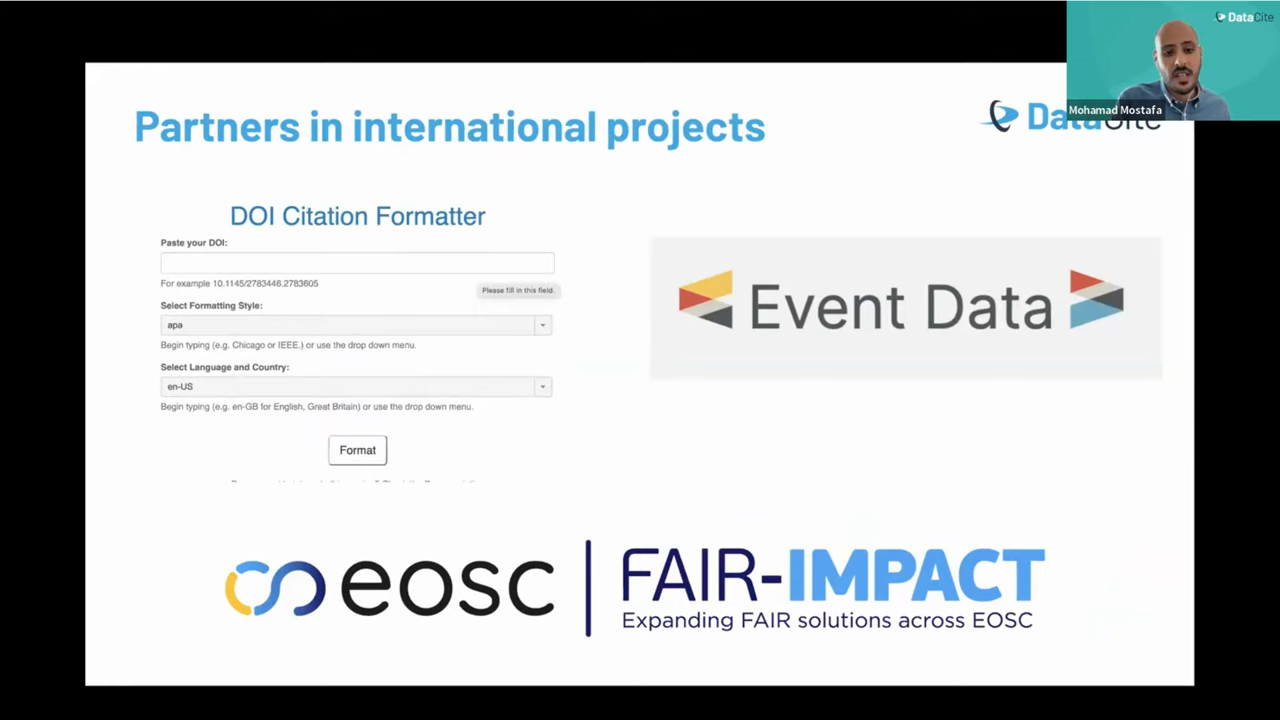 DataCite
Mohamad Mostafa
Partners in international projects
DataCite
DOI Citation Formatter
Paste your DOI:
For example 10.1145/2783446.2783605
Please fill in this field.
Select Formatting Style:
apa
Begin typing (e.g. Chicago or IEEE.) or use the drop down menu.
Select Language and Country:
en-US
Begin typing (e.g. en-GB for English, Great Britain) or use the drop down menu.
Format
Event Data
eosc
FAIR-IMPACT
Expanding FAIR solutions across EOSC